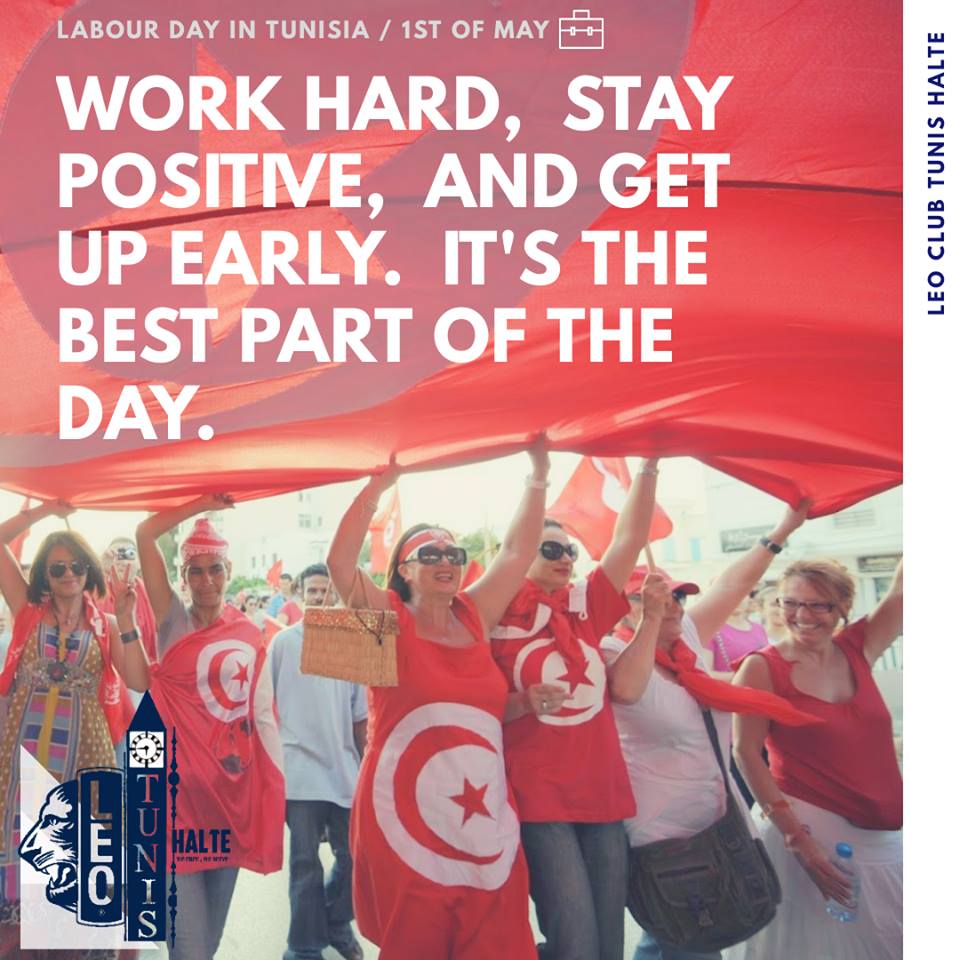 LABOUR DAY IN TUNISIA / 1ST OF MAY
WORK HARD, STAY
POSITIVE, AND GET
UP EARLY. IT'S THE
BEST PART OF THE
DAY.
LEO CLUB TUNIS HALTE
LEO
TUNIS
HALTE